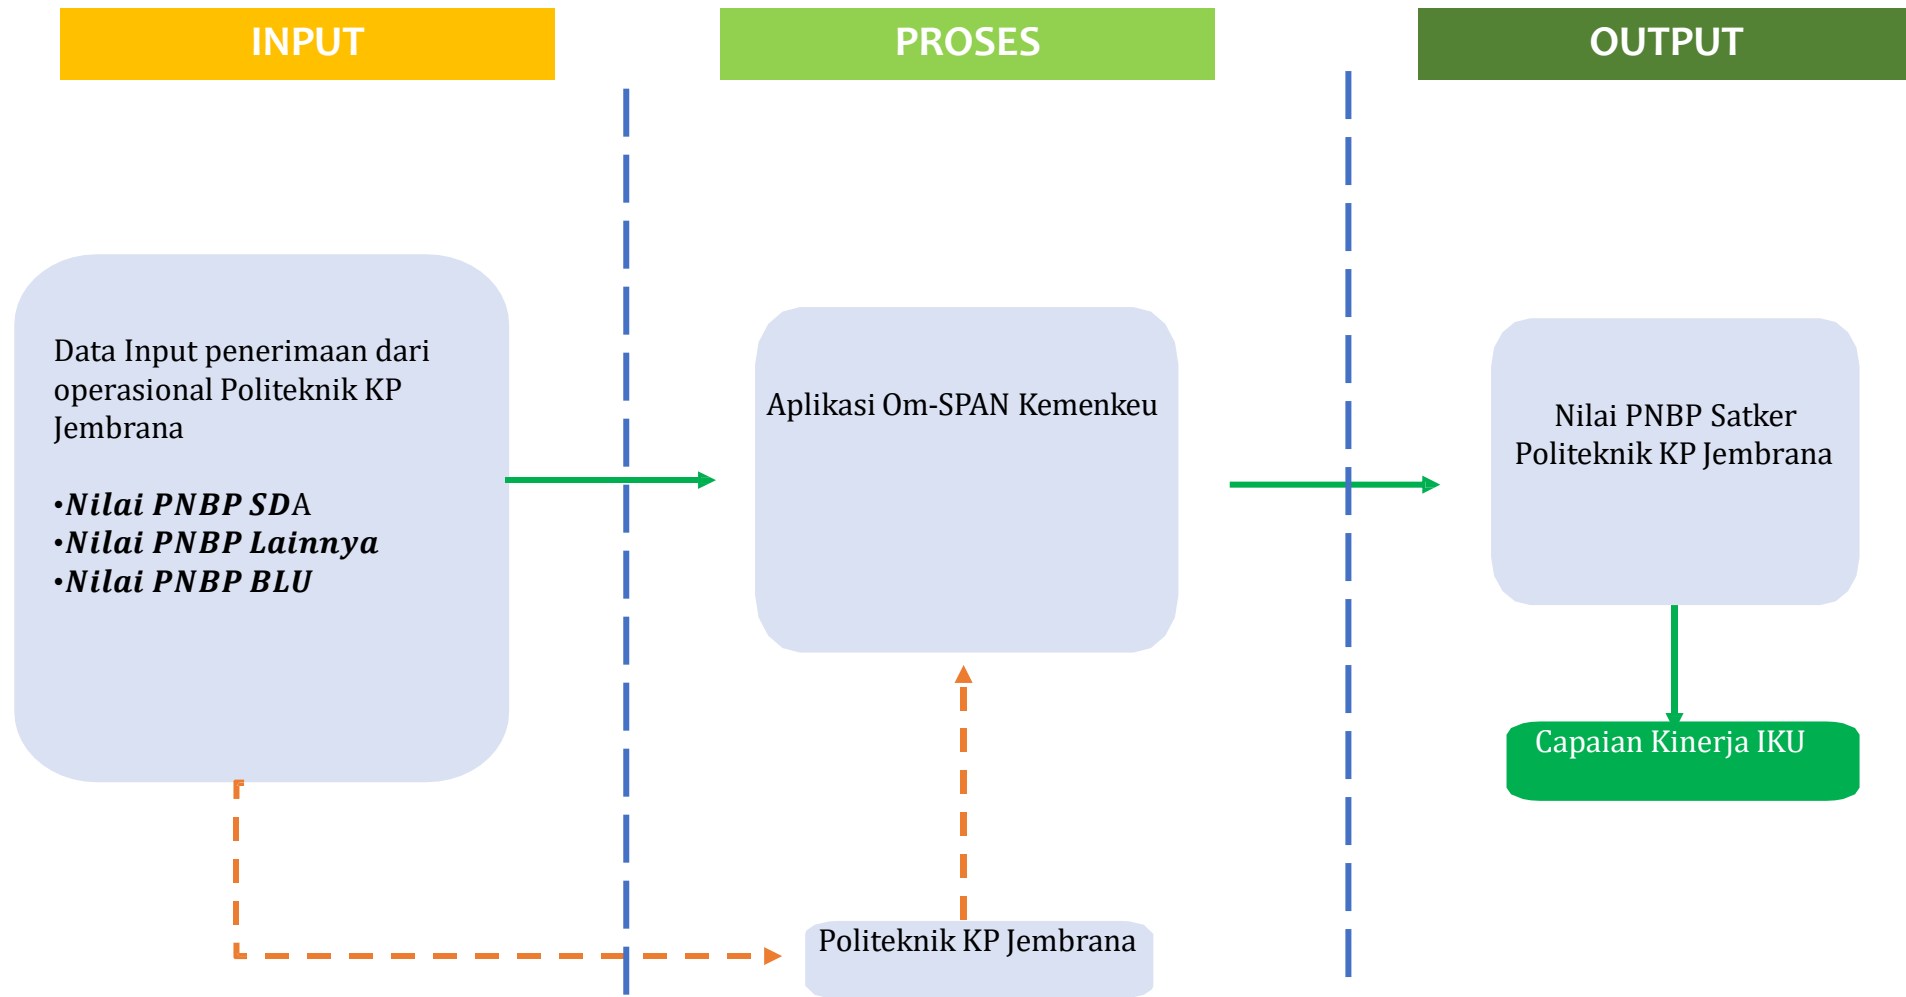 INPUT
PROSES
OUTPUT
Data Input penerimaan dari
operasional Politeknik KP
Jembrana
•Nilai PNBP SDA
•Nilai PNBP Lainnya
•Nilai PNBP BLU
Aplikasi Om-SPAN Kemenkeu
Politeknik KP Jembrana
Nilai PNBP Satker
Politeknik KP Jembrana
Capaian Kinerja IKU